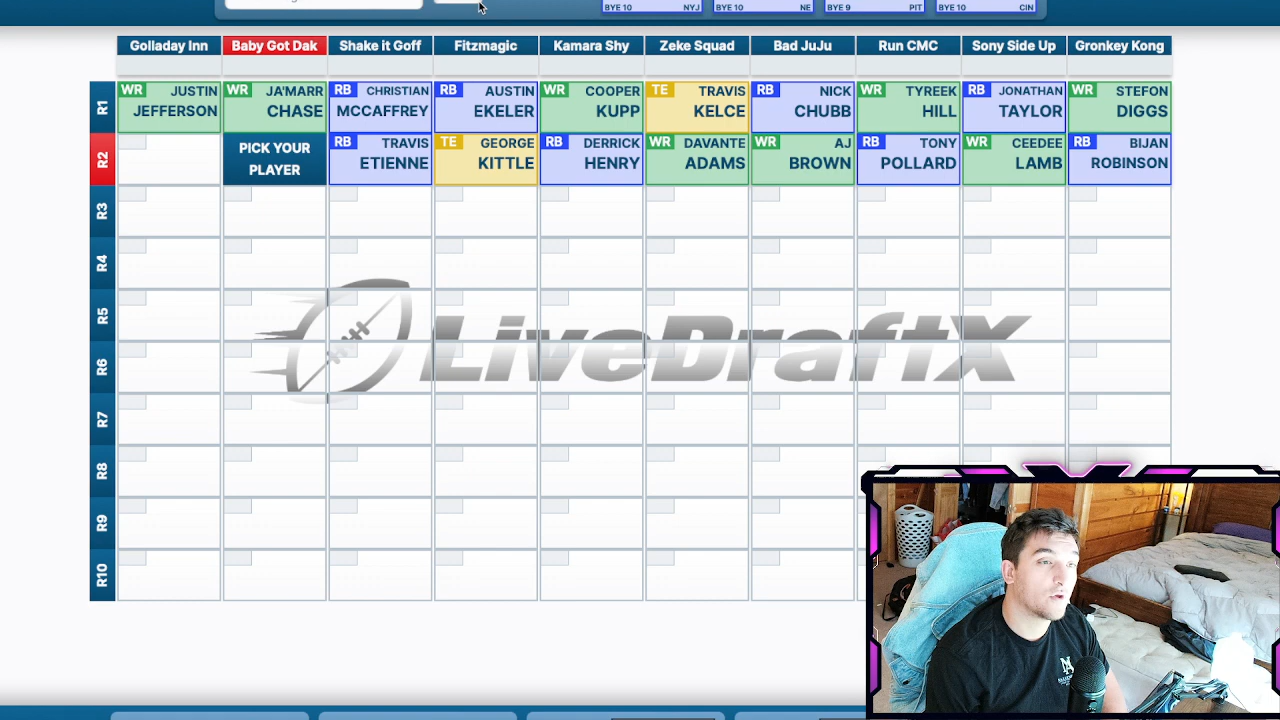 BYE 10 NYJ BYE 10 NE BYE 9 PIT BYE 10 CIN
Golladay Inn Baby Got Dak Shake it Goff Fitzmagic Kamara Shy Zeke Squad Bad JuJu Run CMC Sony Side Up Gronkey Kong
R1
WR JUSTIN
JEFFERSON
WR JA'MARR
CHASE
RB CHRISTIAN
MCCAFFREY
RB AUSTIN
EKELER
WR COOPER
KUPP
TE TRAVIS
KELCE
RB NICK
CHUBB
WR TYREEK
HILL
RB JONATHAN
TAYLOR
WR STEFON
DIGGS
R2
PICK YOUR
PLAYER
RB TRAVIS
ETIENNE
TE GEORGE
KITTLE
RB DERRICK
HENRY
WR DAVANTE
ADAMS
WR AJ
BROWN
RB TONY
POLLARD
WR CEEDEE
LAMB
RB BIJAN
ROBINSON
R3
R4
R5
LiveDraftX
R6
R7
R8
R9
R10